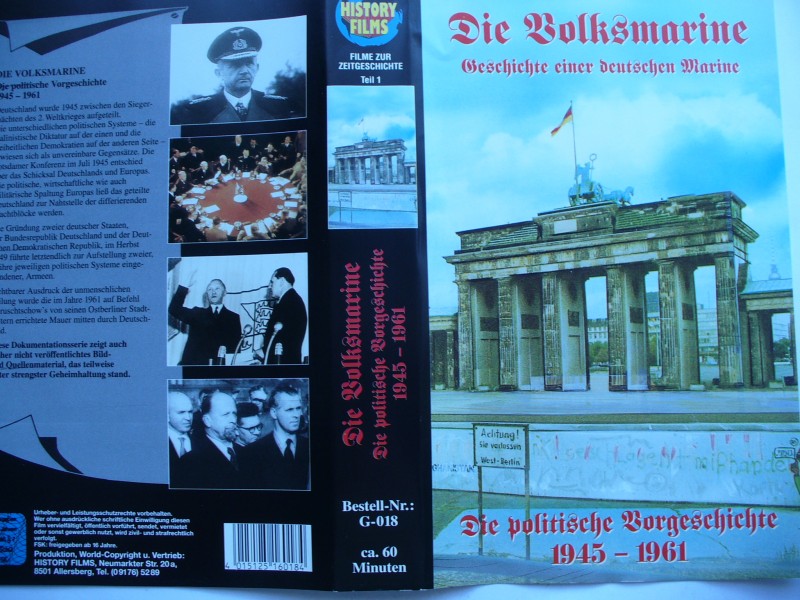 DIE VOLKSMARINE
Die politische Vorgeschichte
1945 – 1961
Deutschland wurde 1945 zwischen den Sieger-
mächten des 2. Weltkrieges aufgeteilt.
Die unterschiedlichen politischen Systeme – die
stalinistische Diktatur auf der einen und die
freiheitlichen Demokratien auf der anderen Seite –
erwiesen sich als unvereinbare Gegensätze. Die
Potsdamer Konferenz im Juli 1945 entschied
über das Schicksal Deutschlands und Europas.
Die politische, wirtschaftliche wie auch
militärische Spaltung Europas ließ das geteilte
Deutschland zur Nahtstelle der differierenden
Machtblöcke werden.
Die Gründung zweier deutscher Staaten,
der Bundesrepublik Deutschland und der Deut-
schen Demokratischen Republik, im Herbst
1949 führte letztendlich zur Aufstellung zweier,
ihre jeweiligen politischen Systeme einge-
bundener, Armeen.
Sichtbarer Ausdruck der unmenschlichen
wurde die im Jahre 1961 auf Befehl
Chruschtschow's von seinen Ostberliner Statt-
haltern errichtete Mauer mitten durch Deutsch-
land.
Diese Dokumentationsserie zeigt auch
bisher nicht veröffentlichtes Bild-
und Quellenmaterial, das teilweise
unter strengster Geheimhaltung stand.
Urheber- und Leistungsschutzrechte vorbehalten.
Wer ohne ausdrückliche schriftliche Einwilligung diesen
Film vervielfältigt, öffentlich vorführt, sendet, vermietet
oder sonst gewerblich nutzt, wird zivil- und strafrechtlich
verfolgt.
FSK: freigegeben ab 16 Jahre.
Produktion, World-Copyright u. Vertrieb:
HISTORY FILMS, Neumarkter Str. 20 a,
8501 Allersberg, Tel. (0 91 76) 52 89
4 015125 160184
HISTORY
FILMS
FILME ZUR
ZEITGESCHICHTE
Teil 1
Die Volksmarine
Die politische Vorgeschichte
1945 – 1961
Bestell-Nr.:
G-018
ca. 60
Minuten
Die Volksmarine
Geschichte einer deutschen Marine
Achtung!
Sie verlassen
West-Berlin
Die politische Vorgeschichte
1945 – 1961